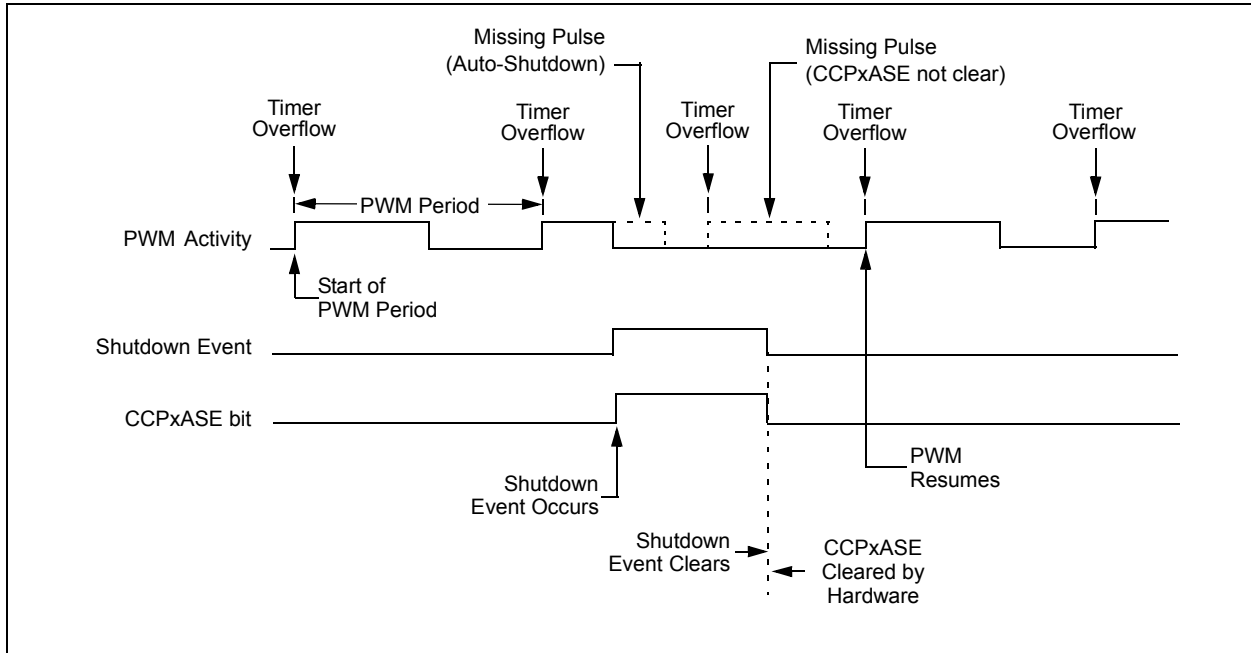 Missing Pulse
(Auto-Shutdown)
Missing Pulse
(CCPxASE not clear)
Timer
Overflow
Timer
Overflow
Timer
Overflow
Timer
Overflow
Timer
Overflow
PWM Period
PWM Activity
Start of
PWM Period
Shutdown Event
CCPxASE bit
Shutdown
Event Occurs
PWM
Resumes
Shutdown
Event Clears
CCPxASE
Cleared by
Hardware